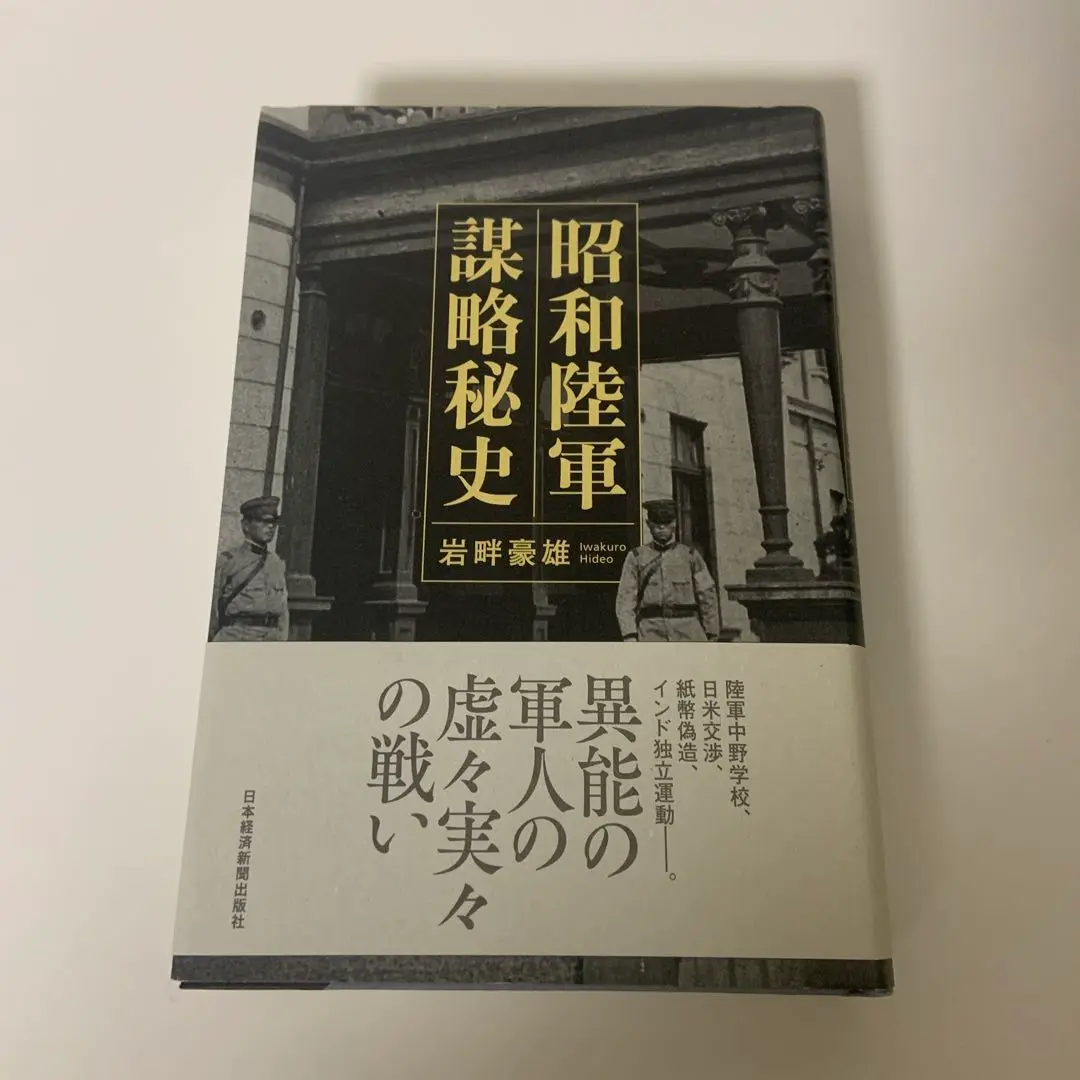 昭和陸軍
謀略秘史
岩畔豪雄
Iwakuro
Hideo
陸軍中野学校、
日米交渉、
紙幣偽造、
インド独立運動――。
異能の
軍人の
虚々実々
の戦い
日本経済新聞出版社